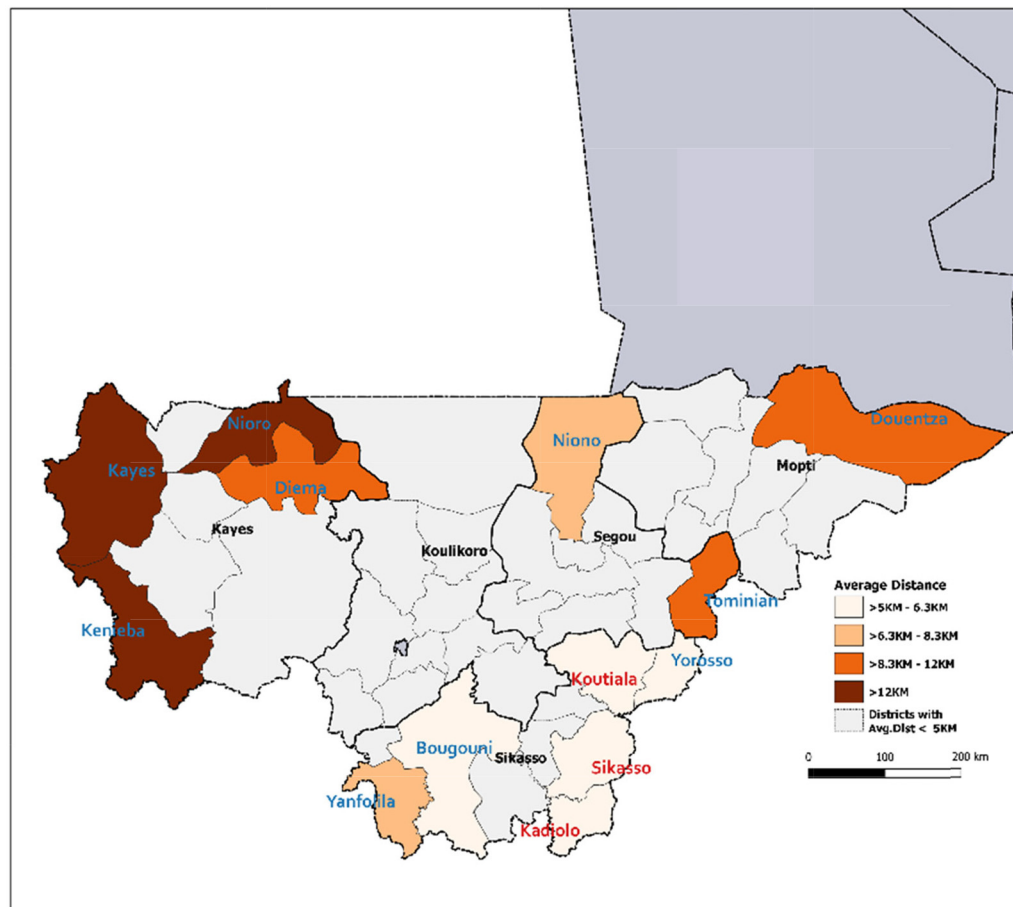 Nioro
Douentza
Niono
Kayes
Mopti
Diema
Kayes
Segou
Koulikoro
Average Distance
>5KM - 6.3KM
Tominian
>6.3KM - 8.3KM
Kenieba
>8.3KM - 12KM
Yorosso
Koutiala
>12KM
Districts with
Avg.Dist < 5KM
Bougouni
Sikasso
Sikasso
0 100 200 km
Yanfolila
Kadiolo